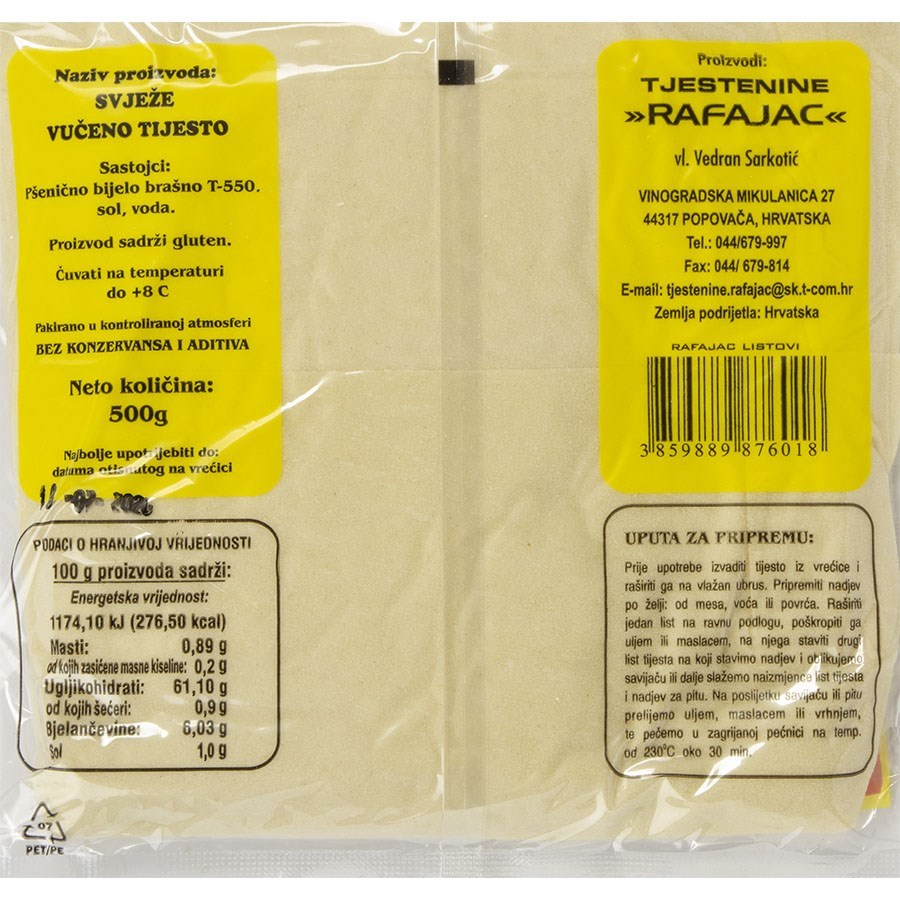 Naziv proizvoda:
SVJEŽE
VUČENO TIJESTO
Sastojci:
Pšenično bijelo brašno T-550.
sol, voda.
Proizvod sadrži gluten.
Čuvati na temperaturi
do +8 C
Pakirano u kontroliranoj atmosferi
BEZ KONZERVANSA I ADITIVA
Neto količina:
500g
Najbolje upotrijebiti do:
datuma otisnutog na vrećici
PODACI O HRANJIVOJ VRIJEDNOSTI
100 g proizvoda sadrži:
Energetska vrijednost:
1174,10 kJ (276,50 kcal)
Masti: 0,89 g
od kojih zasićene masne kiseline: 0,2 g
Ugljikohidrati: 61,10 g
od kojih šećeri: 0,9 g
Bjelančevine: 6,03 g
Sol 1,0 g
07
PET/PE
Proizvodi:
TJESTENINE
»RAFAJAC«
vl. Vedran Sarkotić
VINOGRADSKA MIKULANICA 27
44317 POPOVAČA, HRVATSKA
Tel.: 044/679-997
Fax: 044/ 679-814
E-mail: tjestenine.rafajac@sk.t-com.hr
Zemlja podrijetla: Hrvatska
RAFAJAC LISTOVI
3 859889 876018
UPUTA ZA PRIPREMU:
Prije upotrebe izvaditi tijesto iz vrećice i
raširiti ga na vlažan ubrus. Pripremiti nadjev
po želji: od mesa, voća ili povrća. Raširiti
jedan list na ravnu podlogu, poškropiti ga
uljem ili maslacem, na njega staviti drugi
list tijesta na koji stavimo nadjev i oblikujemo
savijaču ili dalje slažemo naizmjence list tijesta
i nadjev za pitu. Na posljetku savijaču ili pitu
prelijemo uljem, maslacem ili vrhnjem,
te pečemo u zagrijanoj pećnici na temp.
od 230°C oko 30 min.